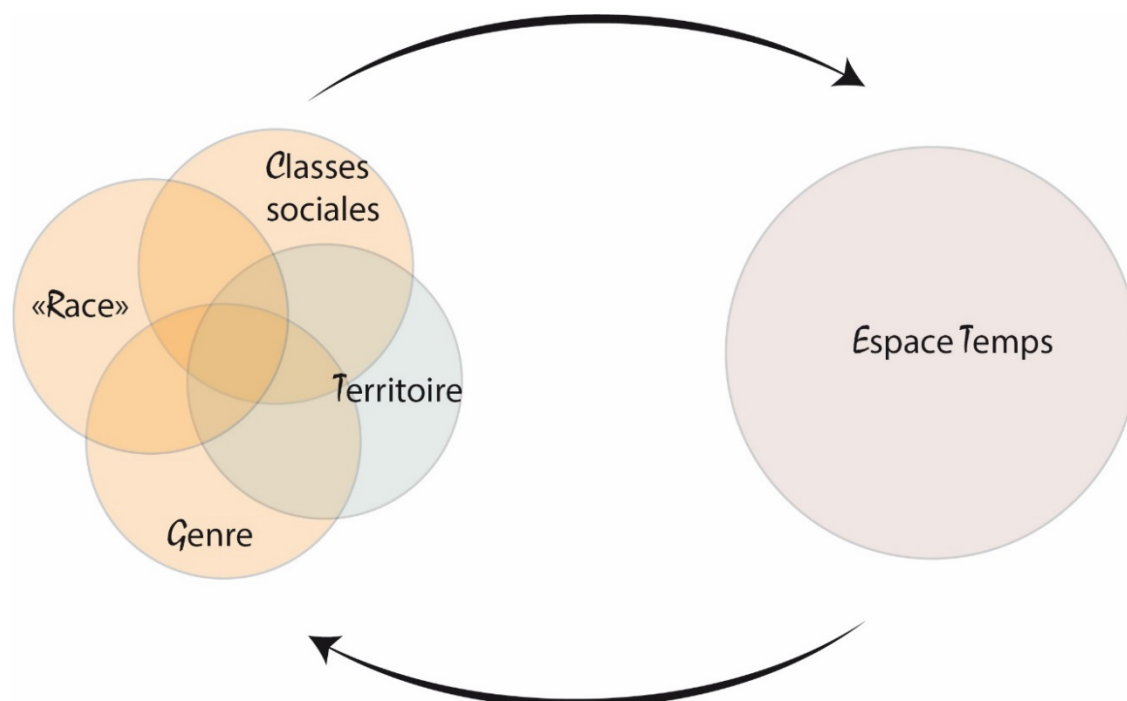 Classes
sociales
«Race»
Espace Temps
Territoire
Genre